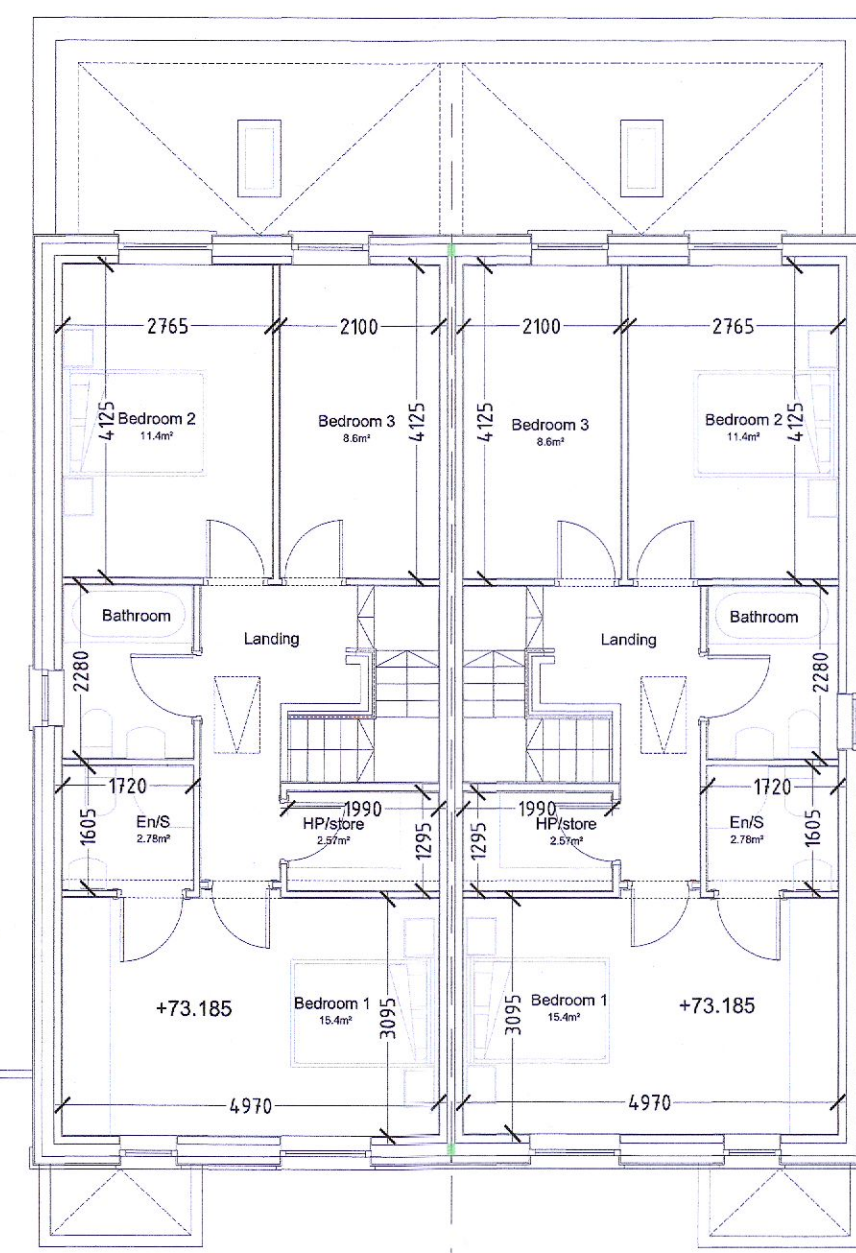 2765
2100
2100
2765
4125
Bedroom 2
11.4m²
Bedroom 3
8.6m²
4125
4125
Bedroom 3
8.6m²
Bedroom 2
11.4m²
4125
Bathroom
Landing
2280
Landing
Bathroom
2280
1720
1605
En/S
2.78m²
1990
HP/store
2.57m²
1295
1295
1990
HP/store
2.57m²
1720
En/S
2.78m²
1605
+73.185
Bedroom 1
15.4m²
3095
3095
Bedroom 1
15.4m²
+73.185
4970
4970